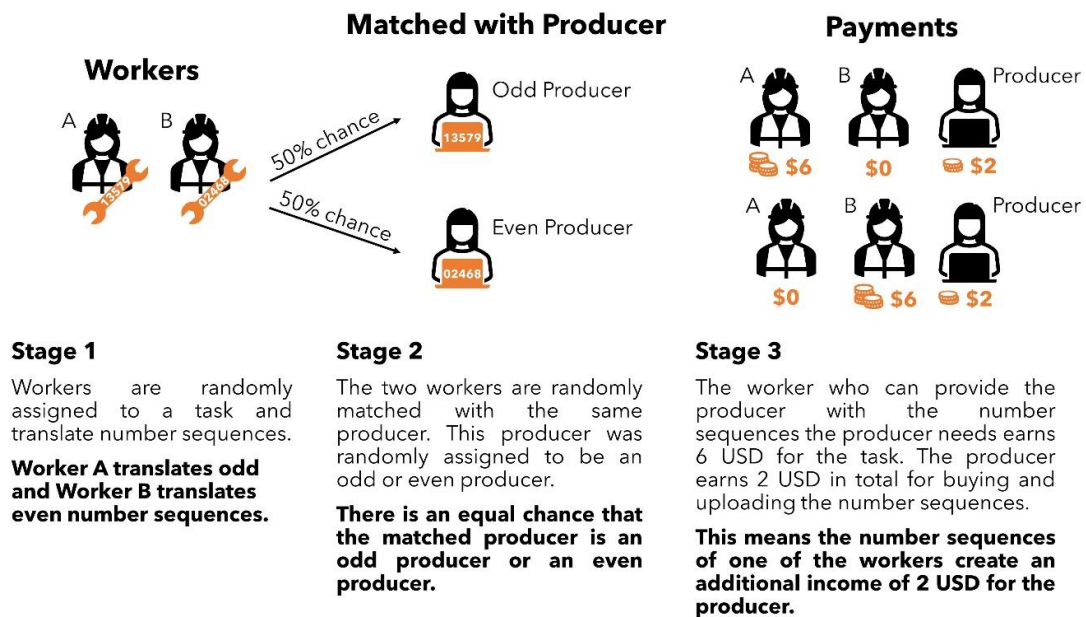 Matched with Producer
Payments
Workers
A
B
13579
02468
50% chance
50% chance
13579
Odd Producer
02468
Even Producer
A
B
Producer
$6
$0
$2
A
B
Producer
$0
$6
$2
Stage 1
Workers are randomly
assigned to a task and
translate number sequences.
Worker A translates odd
and Worker B translates
even number sequences.
Stage 2
The two workers are randomly
matched with the same
producer. This producer was
randomly assigned to be an
odd or even producer.
There is an equal chance that
the matched producer is an
odd producer or an even
producer.
Stage 3
The worker who can provide the
producer with the number
sequences the producer needs earns
6 USD for the task. The producer
earns 2 USD in total for buying and
uploading the number sequences.
This means the number sequences
of one of the workers create an
additional income of 2 USD for the
producer.